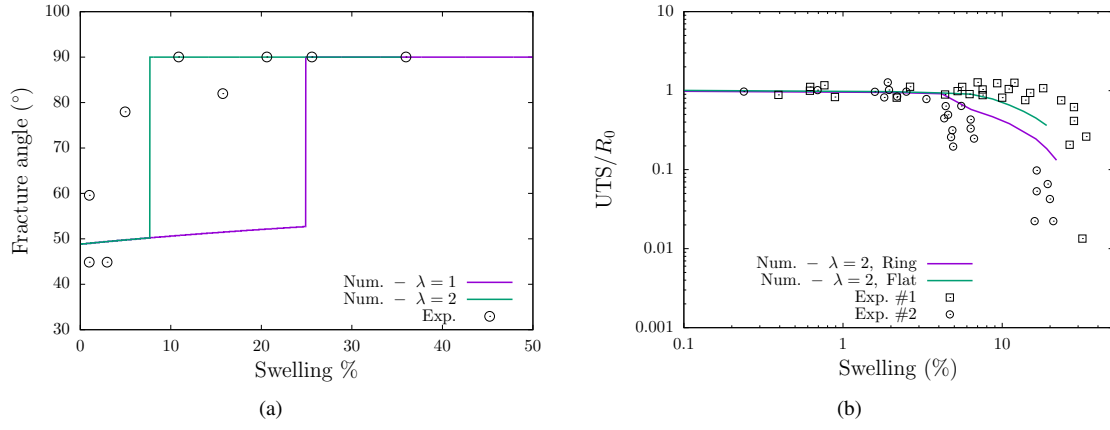 100
90
80
70
60
50
40
30
Fracture angle (°)
0
10
20
30
40
50
Swelling %
Num. − λ = 1
Num. − λ = 2
Exp.
(a)
10
1
0.1
0.01
0.001
UTS/R₀
0.1
1
10
Swelling (%)
Num. − λ = 2, Ring
Num. − λ = 2, Flat
Exp. #1
Exp. #2
(b)